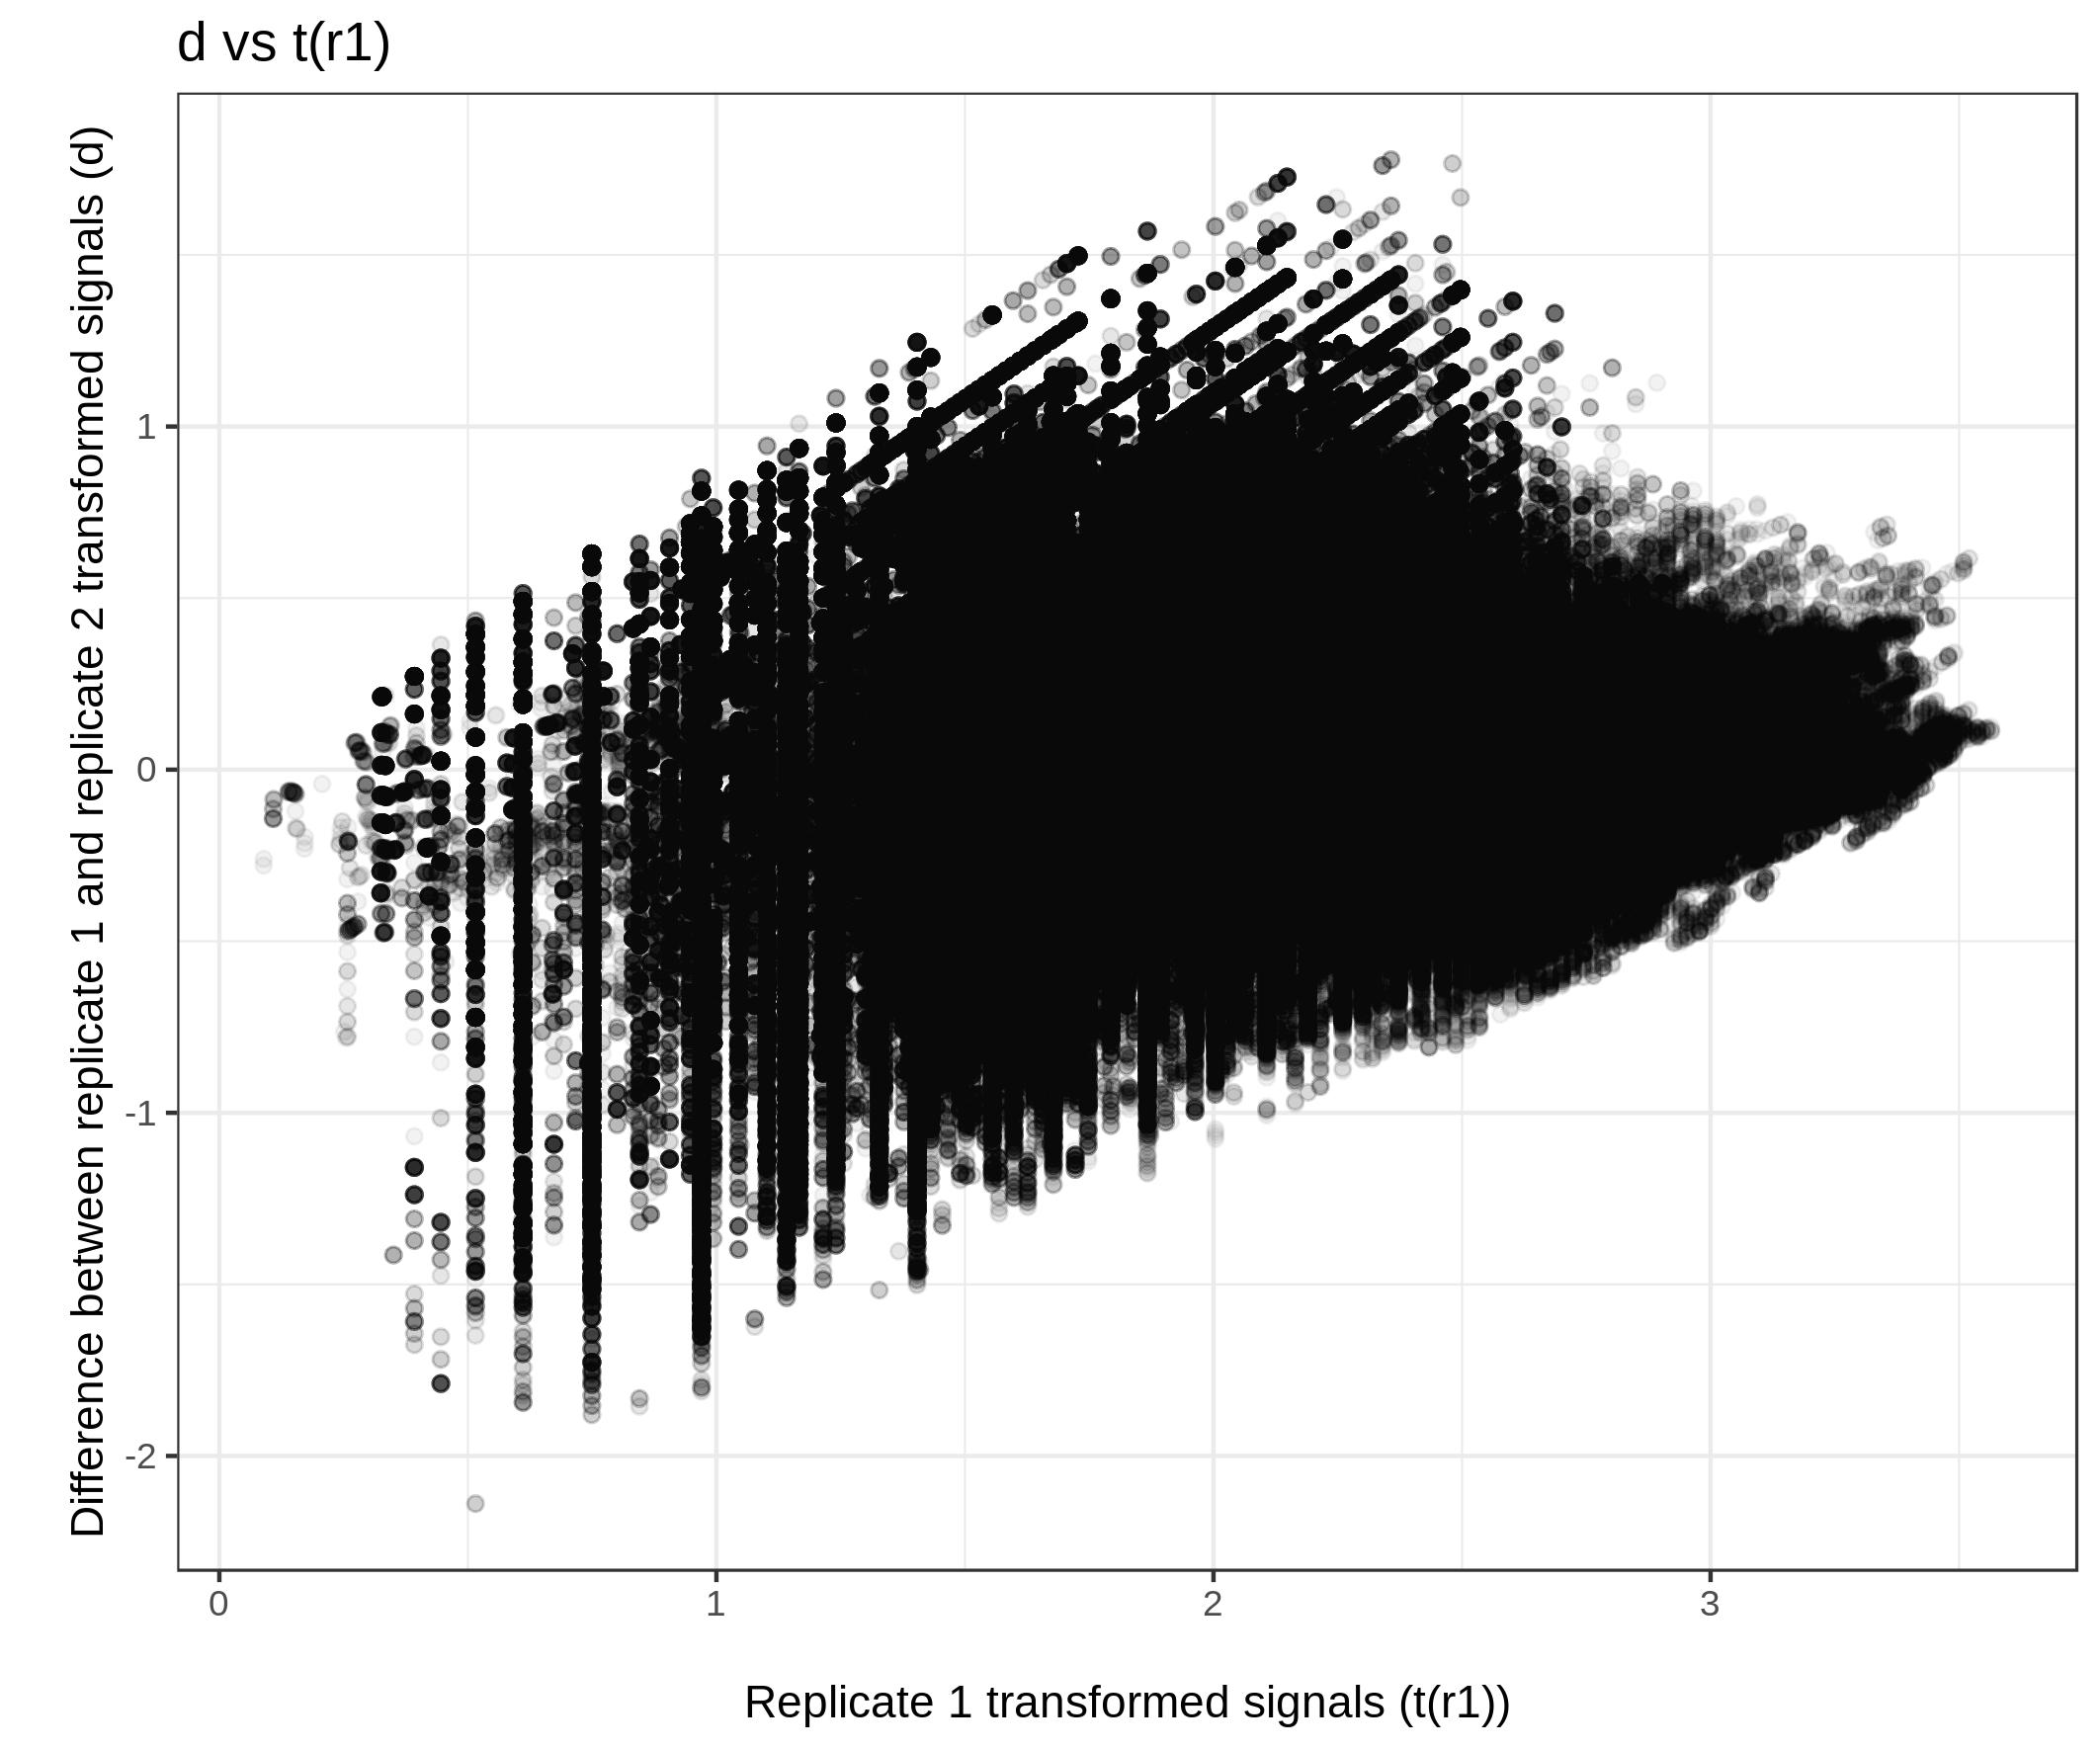 d vs t(r1)
Difference between replicate 1 and replicate 2 transformed signals (d)
1
0
-1
-2
0 1 2 3
Replicate 1 transformed signals (t(r1))